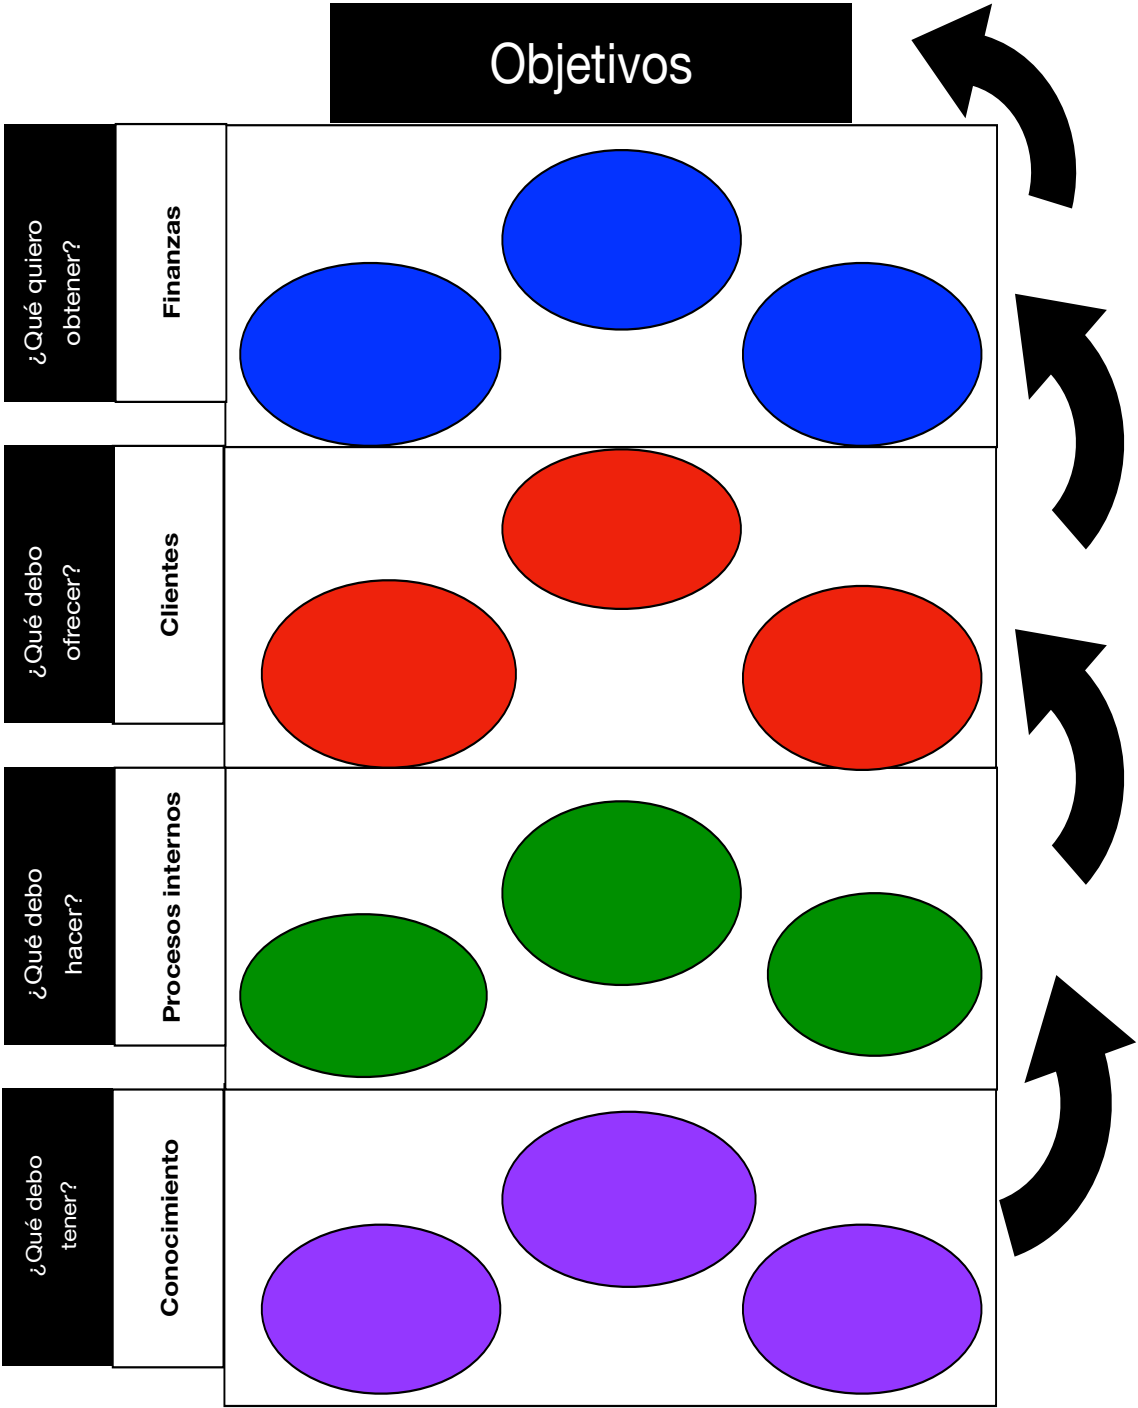 Objetivos
¿Qué quiero
obtener?
Finanzas
¿Qué debo
ofrecer?
Clientes
¿Qué debo
hacer?
Procesos internos
¿Qué debo
tener?
Conocimiento